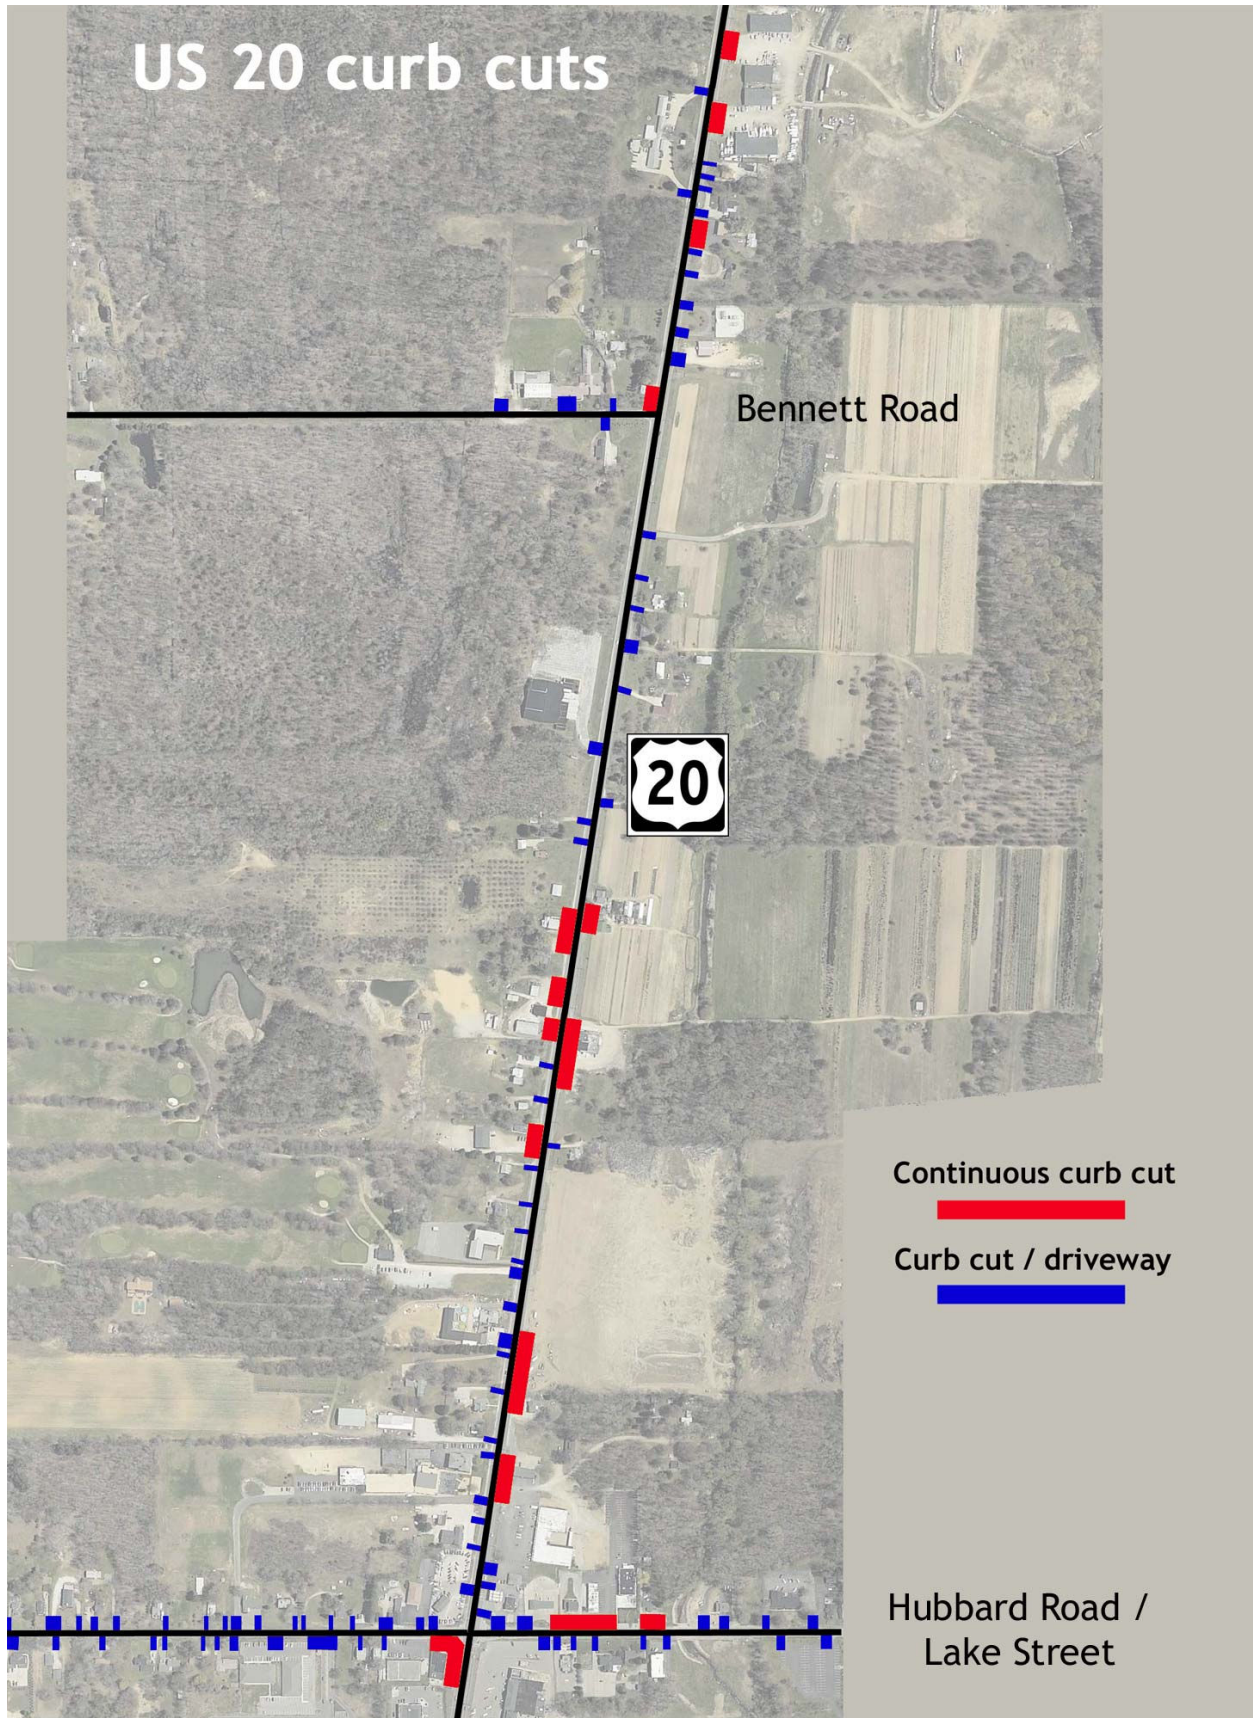 US 20 curb cuts
Bennett Road
20
Continuous curb cut
Curb cut / driveway
Hubbard Road /
Lake Street